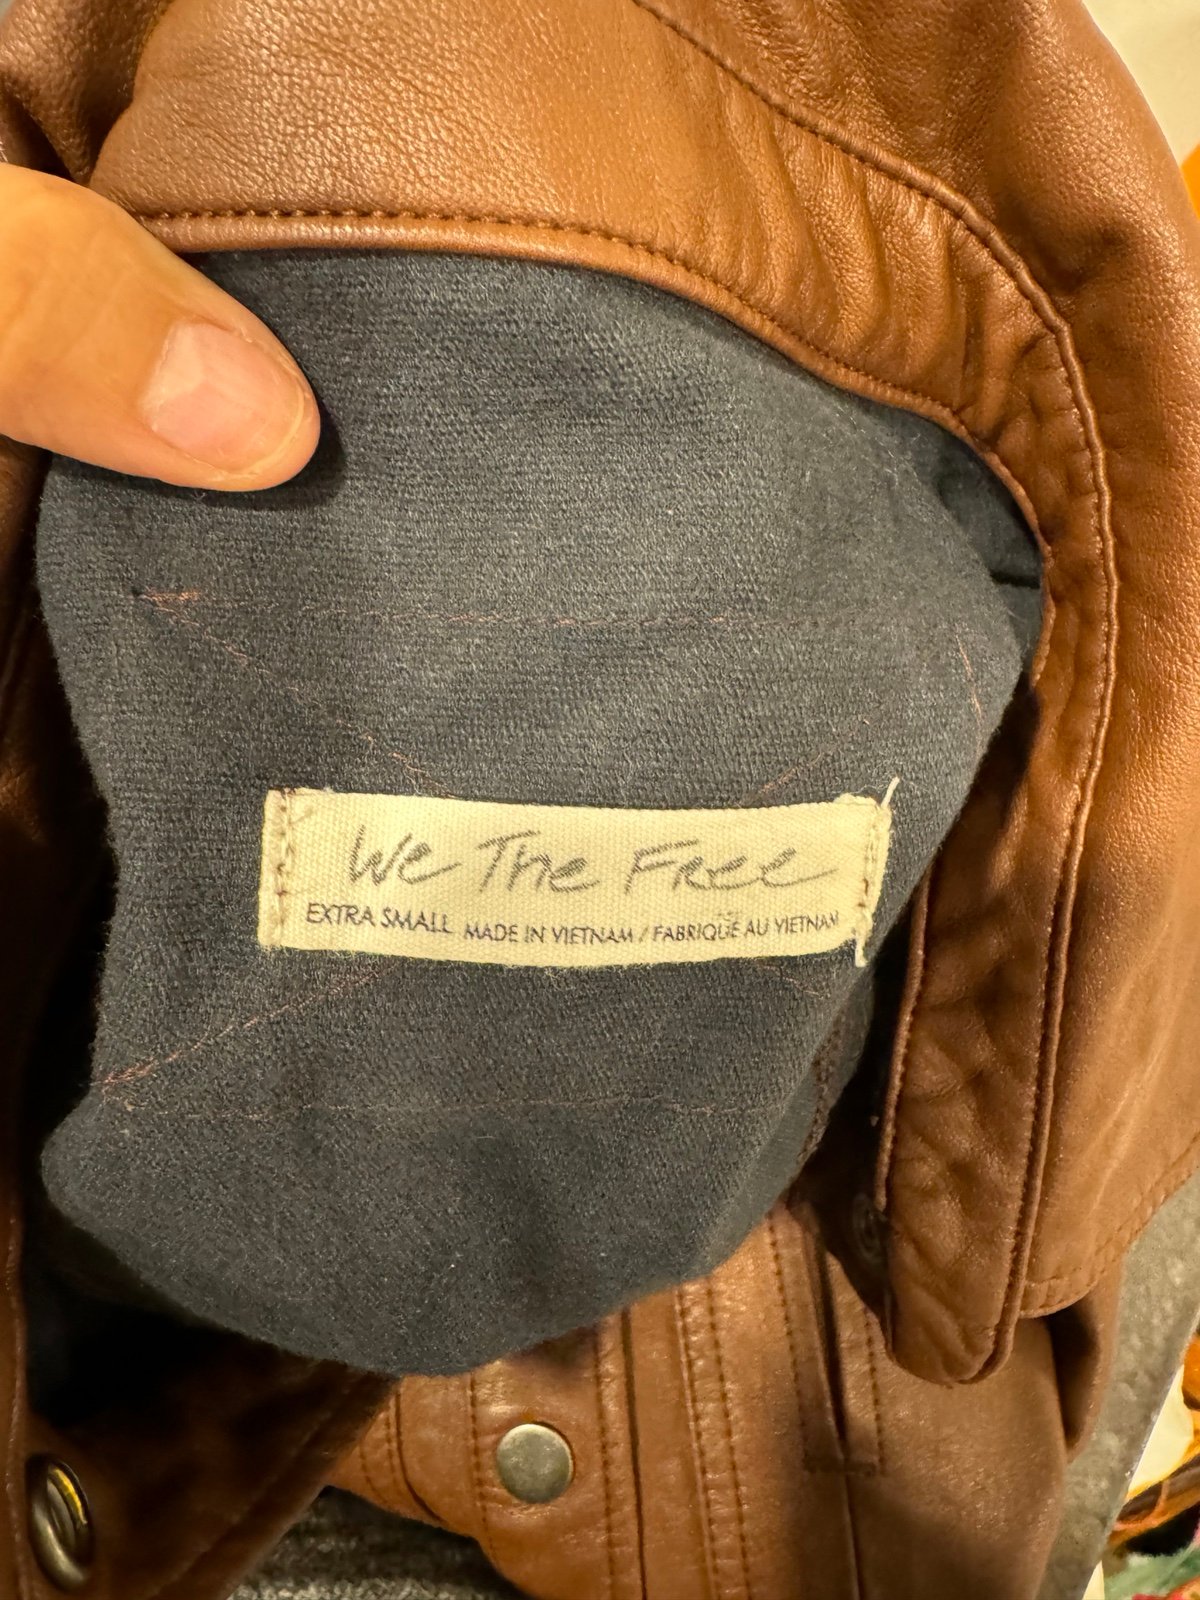 We The Free
EXTRA SMALL MADE IN VIETNAM / FABRIQUÉ AU VIETNAM